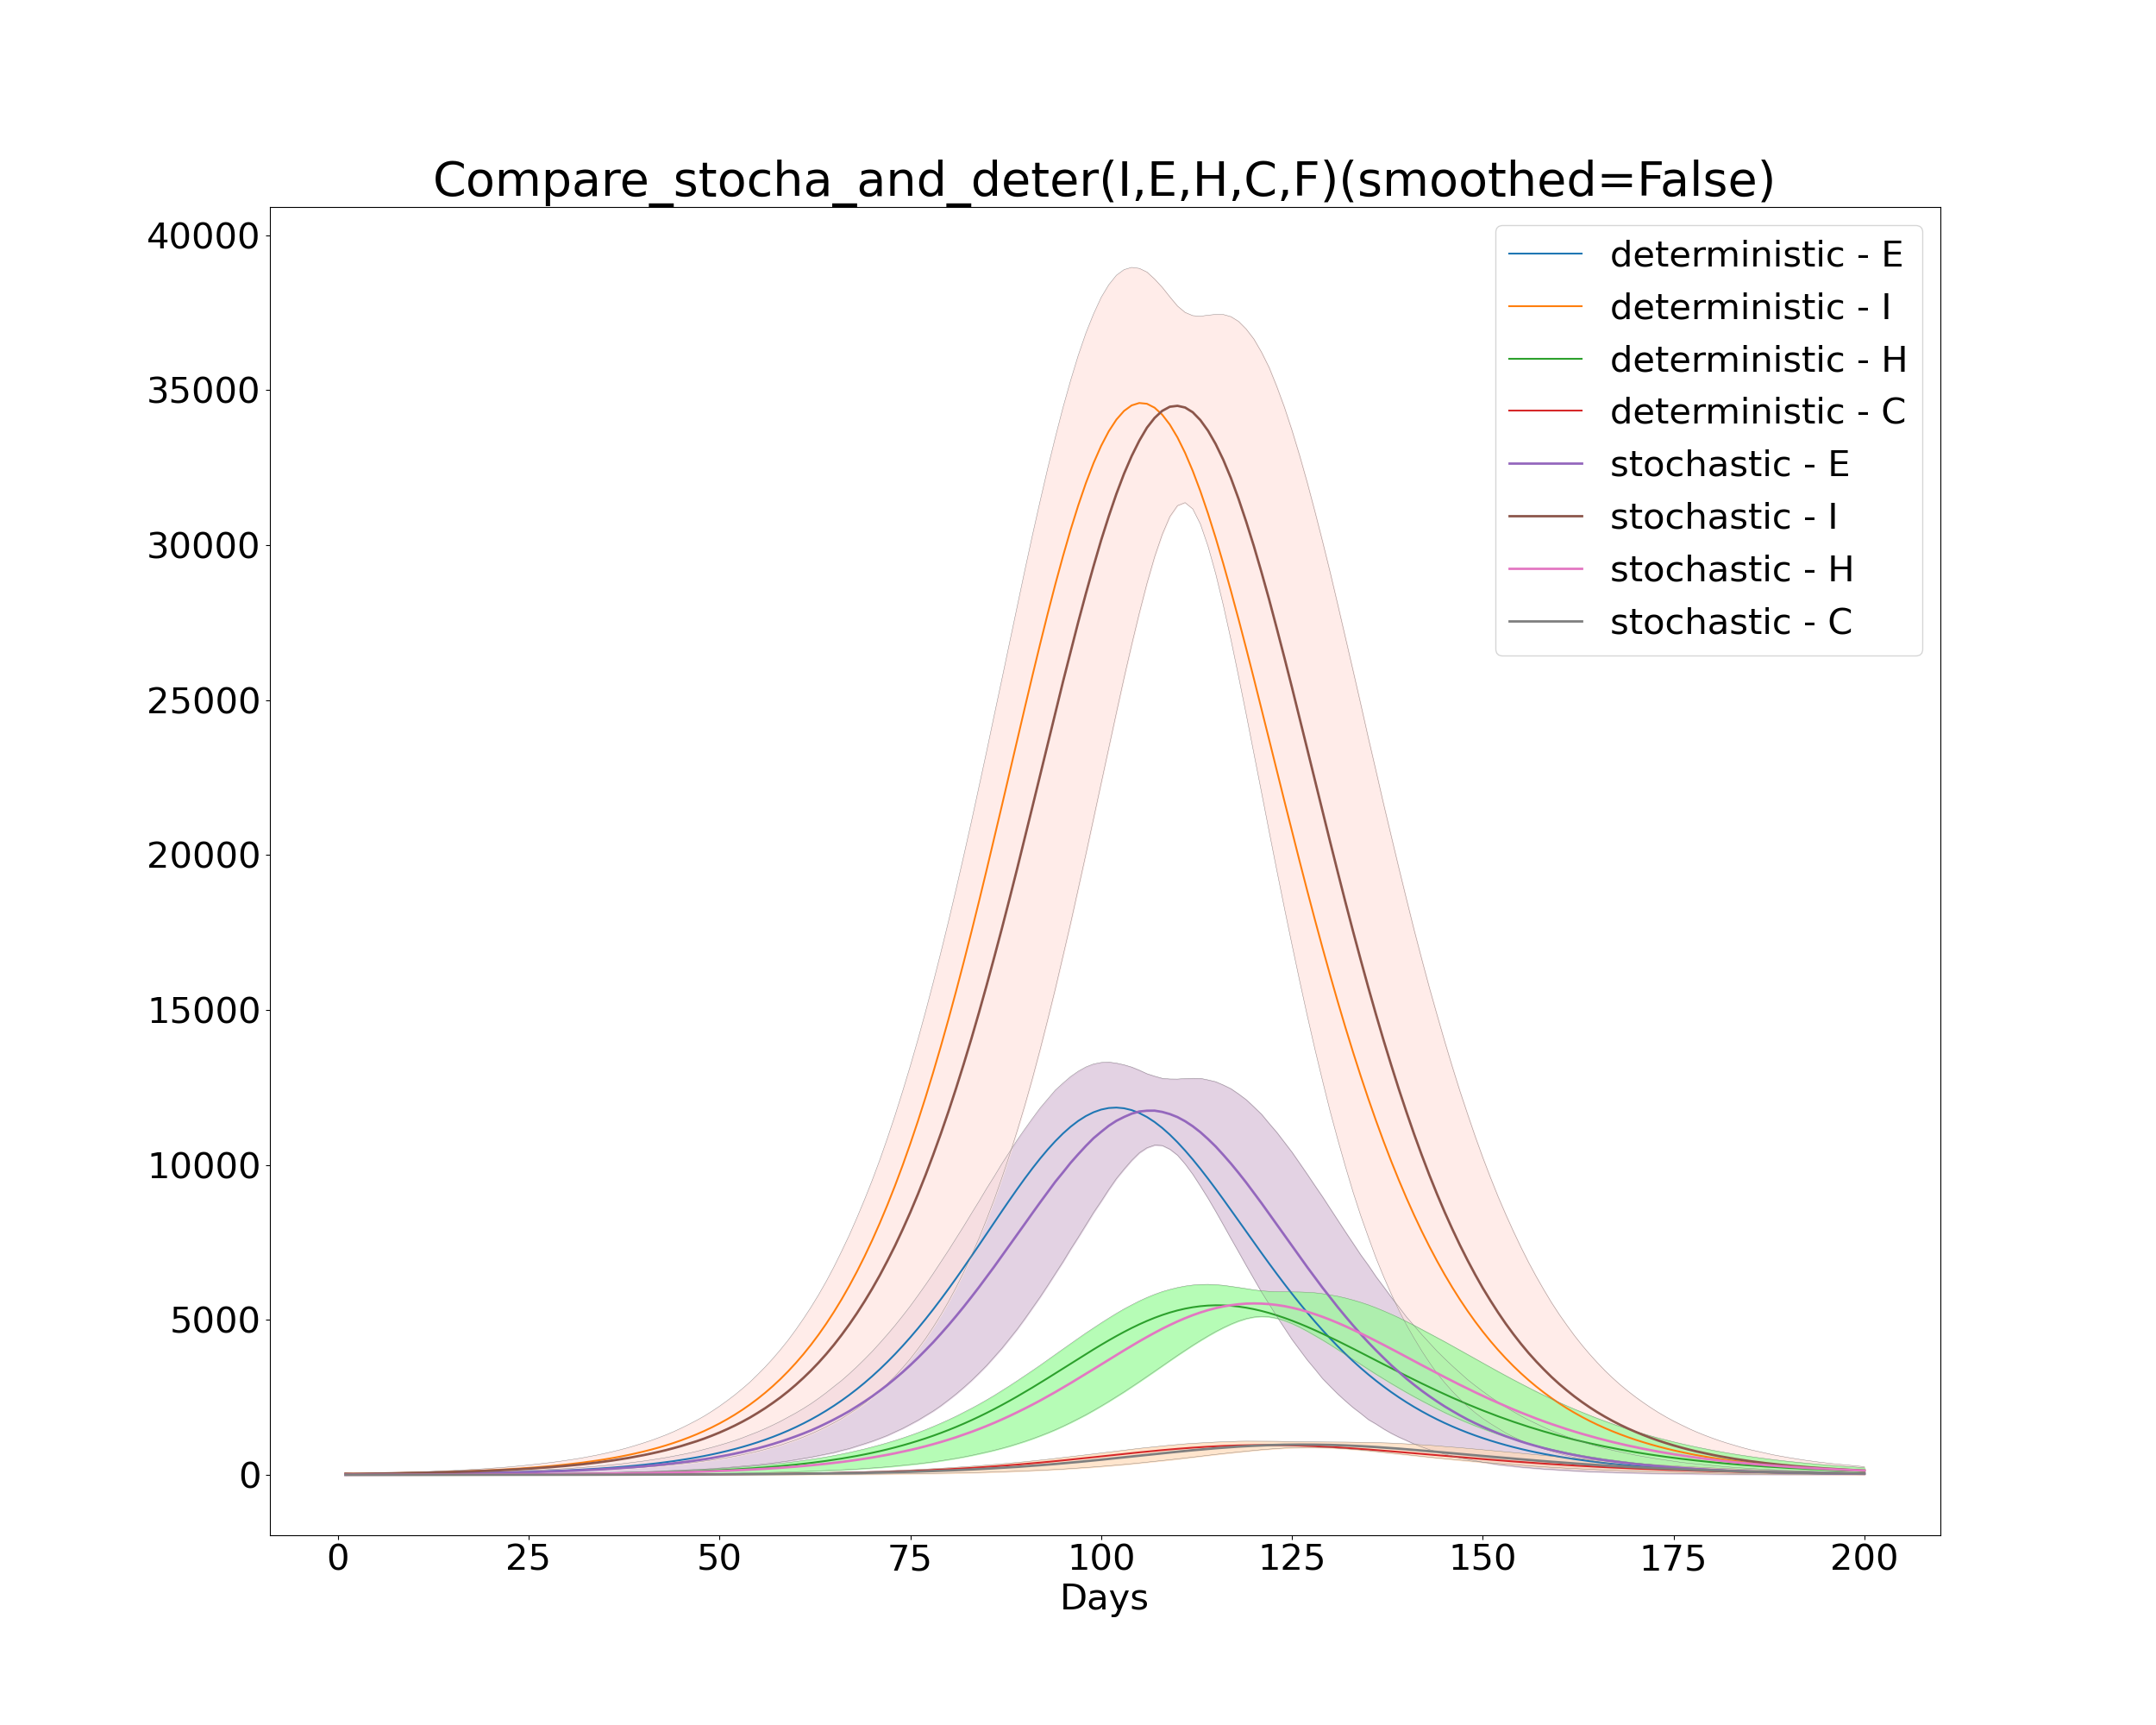 Compare_stocha_and_deter(I,E,H,C,F)(smoothed=False)
40000
35000
30000
25000
20000
15000
10000
5000
0
deterministic - E
deterministic - I
deterministic - H
deterministic - C
stochastic - E
stochastic - I
stochastic - H
stochastic - C
0 25 50 75 100 125 150 175 200
Days